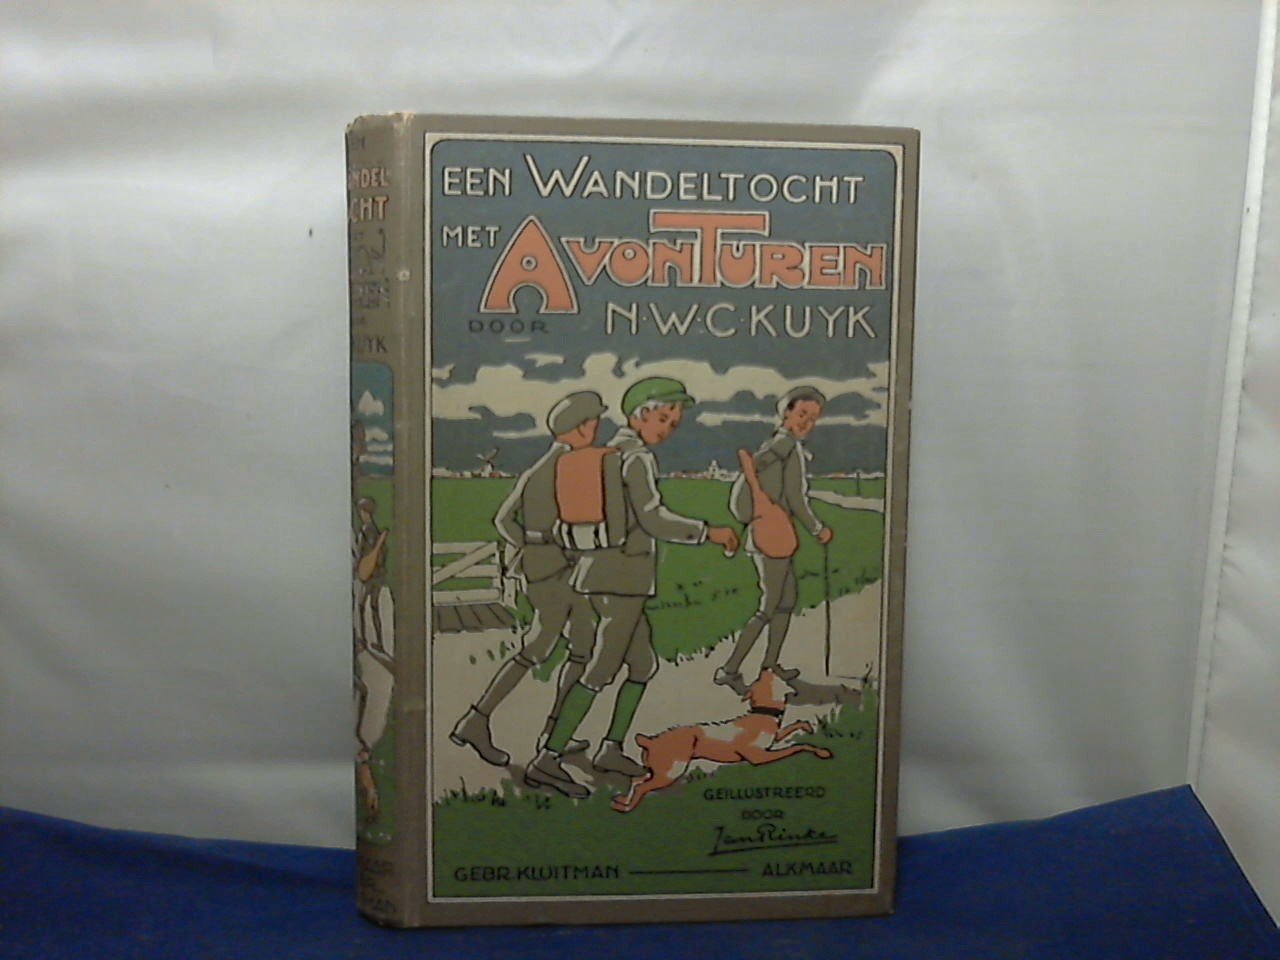 EEN WANDELTOCHT
MET AVONTUREN
DOOR N.W.C. KUYK
GEILLUSTREERD
DOOR
Jan Rinke
GEBR. KLUITMAN — ALKMAAR